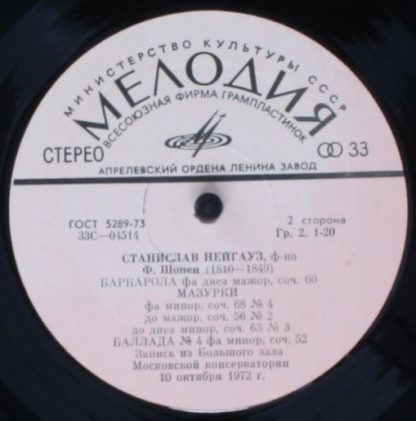 МИНИСТЕРСТВО КУЛЬТУРЫ СССР
МЕЛОДИЯ
ВСЕСОЮЗНАЯ ФИРМА ГРАМПЛАСТИНОК
СТЕРЕО 33
АПРЕЛЕВСКИЙ ОРДЕНА ЛЕНИНА ЗАВОД
ГОСТ 5289-73 2 сторона
33С—04514 Гр. 2. 1-20
СТАНИСЛАВ НЕЙГАУЗ, ф-но
Ф. Шопен (1810—1849)
БАРКАРОЛА фа диез мажор, соч. 60
МАЗУРКИ
фа минор, соч. 68 № 4
до мажор, соч. 56 № 2
до диез минор, соч. 63 № 3
БАЛЛАДА № 4 фа минор, соч. 52
Запись из Большого зала
Московской консерватории
10 октября 1972 г.